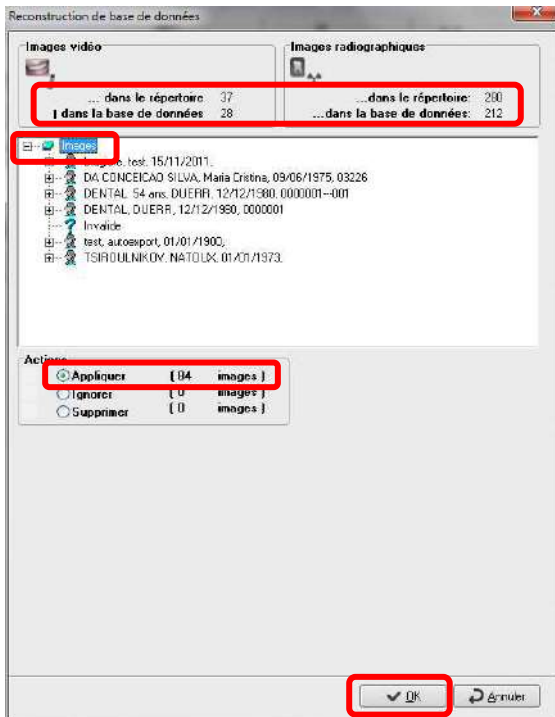 Reconstruction de base de données
Images vidéo
... dans le répertoire 37
dans la base de données 28
Images radiographiques
...dans le répertoire: 280
...dans la base de données: 212
Images
test, 15/11/2011,
DA CONCEICAO SILVA, Maria Cristina, 09/06/1975, 03226
DENTAL 54 ans, DUERR, 12/12/1980, 0000001--001
DENTAL, DUERR, 12/12/1980, 0000001
Invalide
test, autoexport, 01/01/1900,
TSIROULNIKOV, NATOUX, 01/01/1973,
Actions
Appliquer ( 84 images )
Ignorer ( 0 images )
Supprimer ( 0 images )
OK
Annuler